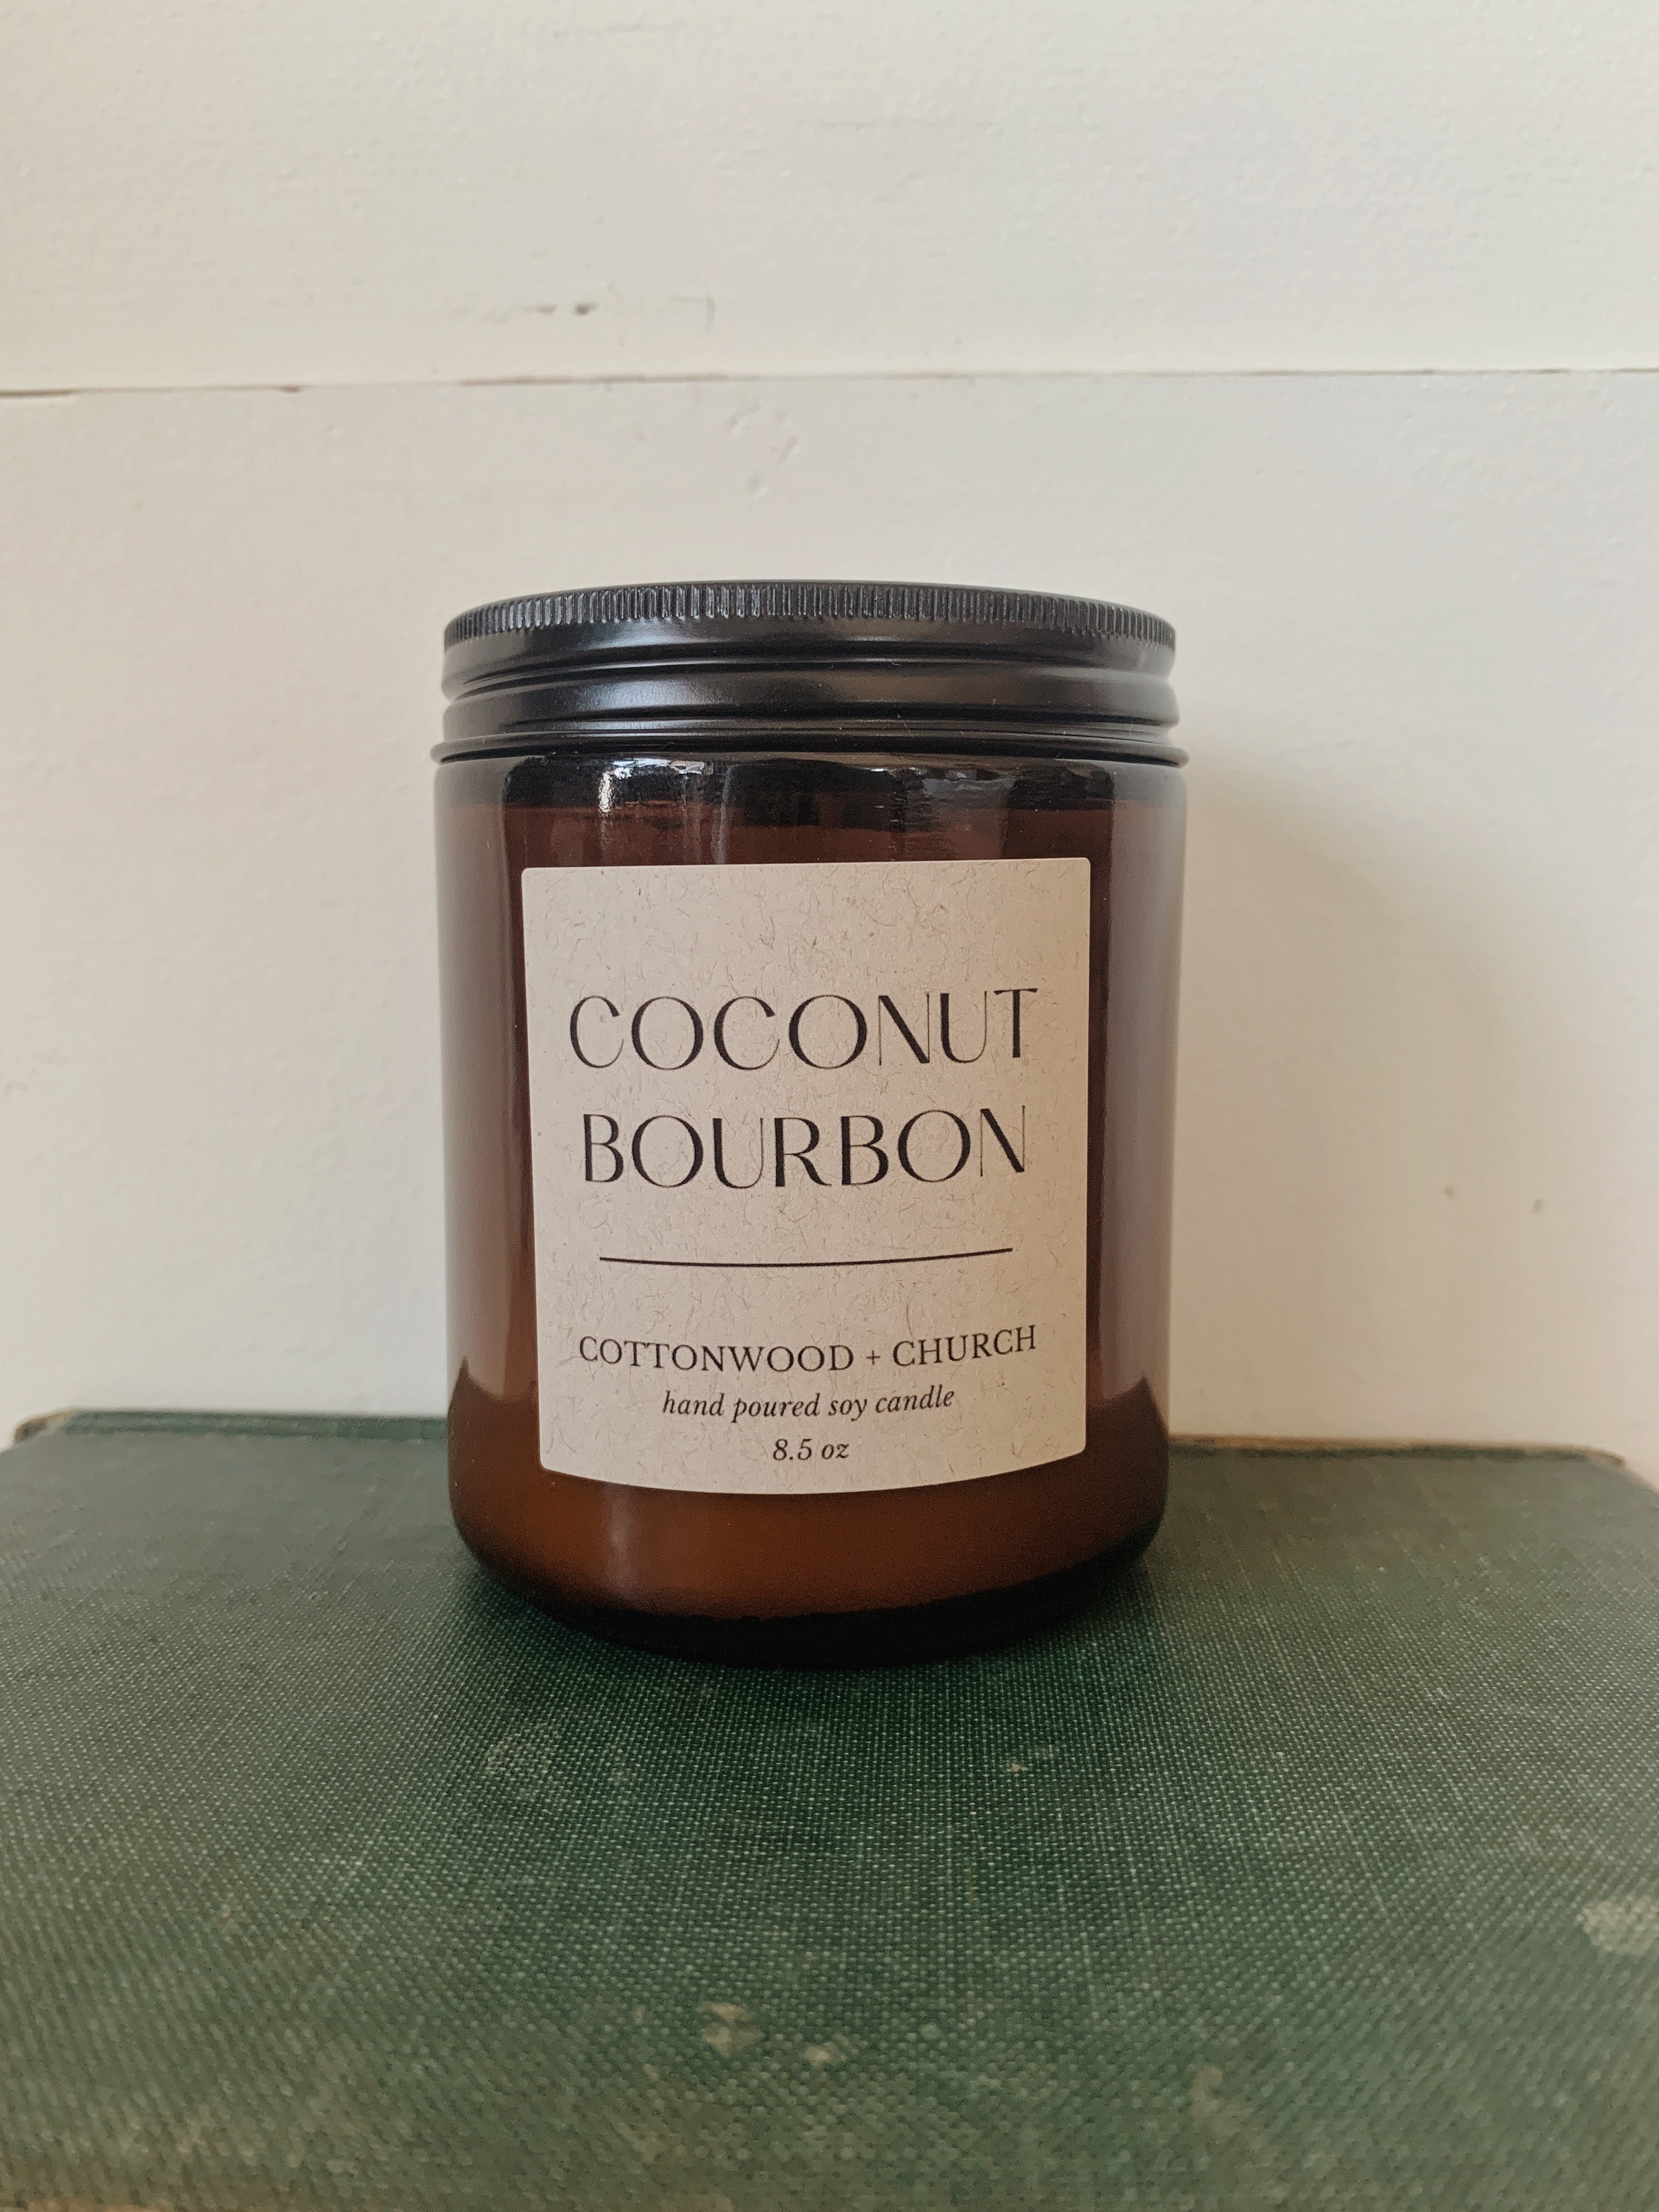 COCONUT
BOURBON
COTTONWOOD + CHURCH
hand poured soy candle
8.5 oz